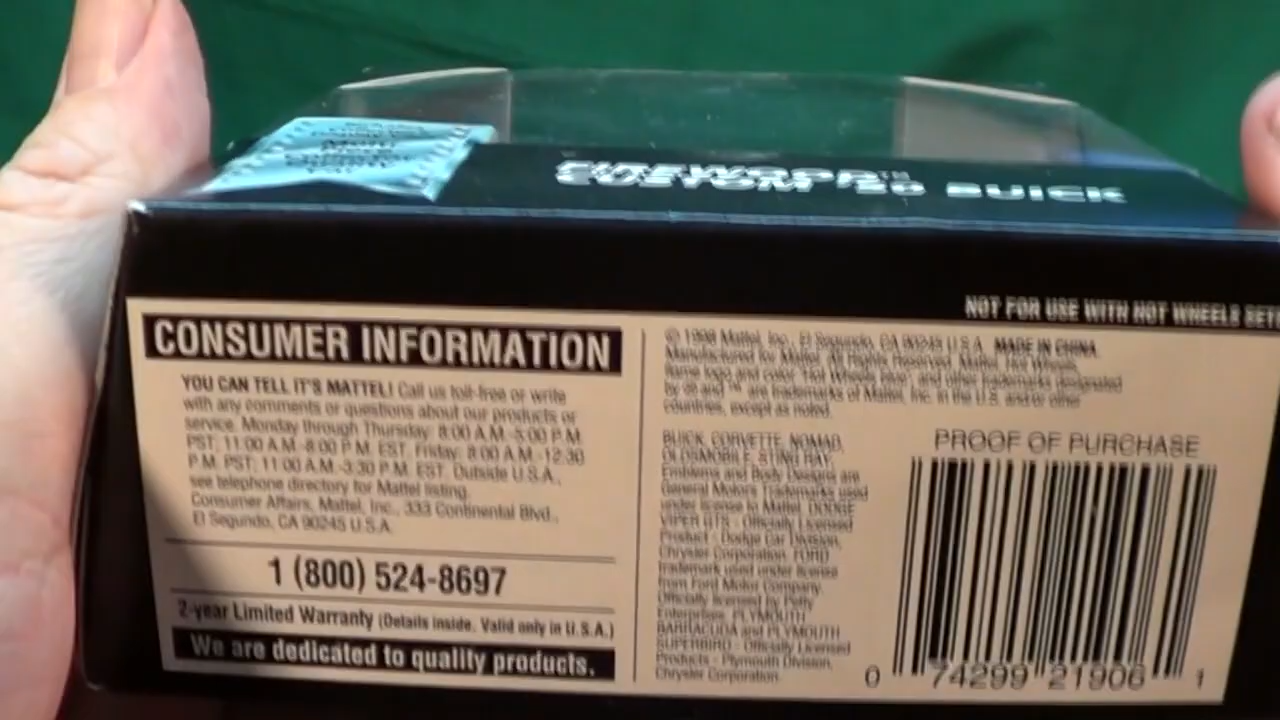 CUSTOM '50 BUICK
NOT FOR USE WITH HOT WHEELS SETS
CONSUMER INFORMATION
YOU CAN TELL IT'S MATTEL! Call us toll-free or write
with any comments or questions about our products or
service. Monday through Thursday: 8:00 A.M.-5:00 P.M.
PST; 11:00 A.M.-8:00 P.M. EST. Friday: 8:00 A.M.-12:30
P.M. PST; 11:00 A.M.-3:30 P.M. EST. Outside U.S.A.,
see telephone directory for Mattel listing.
Consumer Affairs, Mattel, Inc., 333 Continental Blvd.,
El Segundo, CA 90245 U.S.A.
1 (800) 524-8697
2-year Limited Warranty (Details inside. Valid only in U.S.A.)
We are dedicated to quality products.
© 1998 Mattel, Inc., El Segundo, CA 90245 U.S.A. MADE IN CHINA.
Manufactured for Mattel. All Rights Reserved. Mattel, Hot Wheels,
flame logo and color "Hot Wheels blue" and other trademarks designated
by ® and ™ are trademarks of Mattel, Inc. in the U.S. and/or other
countries, except as noted.
BUICK, CORVETTE, NOMAD,
OLDSMOBILE, STING RAY
Emblems and Body Designs are
General Motors Trademarks used
under license to Mattel. DODGE
VIPER GTS - Officially Licensed
Product - Dodge Car Division,
Chrysler Corporation. FORD
trademark used under license
from Ford Motor Company.
Officially licensed by Petty
Enterprises. PLYMOUTH
BARRACUDA and PLYMOUTH
SUPERBIRD - Officially Licensed
Products - Plymouth Division,
Chrysler Corporation.
PROOF OF PURCHASE
0 74299 21906 1